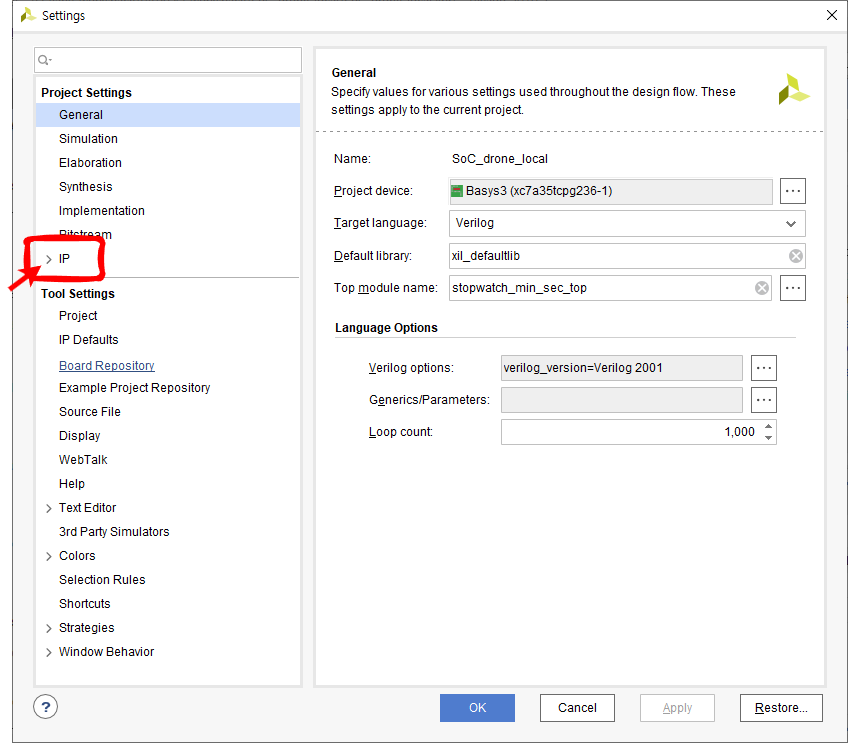 Settings
Project Settings
General
Simulation
Elaboration
Synthesis
Implementation
Bitstream
IP
Tool Settings
Project
IP Defaults
Board Repository
Example Project Repository
Source File
Display
WebTalk
Help
Text Editor
3rd Party Simulators
Colors
Selection Rules
Shortcuts
Strategies
Window Behavior
General
Specify values for various settings used throughout the design flow. These
settings apply to the current project.
Name: SoC_drone_local
Project device: Basys3 (xc7a35tcpg236-1) ...
Target language: Verilog
Default library: xil_defaultlib
Top module name: stopwatch_min_sec_top ...
Language Options
Verilog options: verilog_version=Verilog 2001 ...
Generics/Parameters: ...
Loop count: 1,000
? OK Cancel Apply Restore...